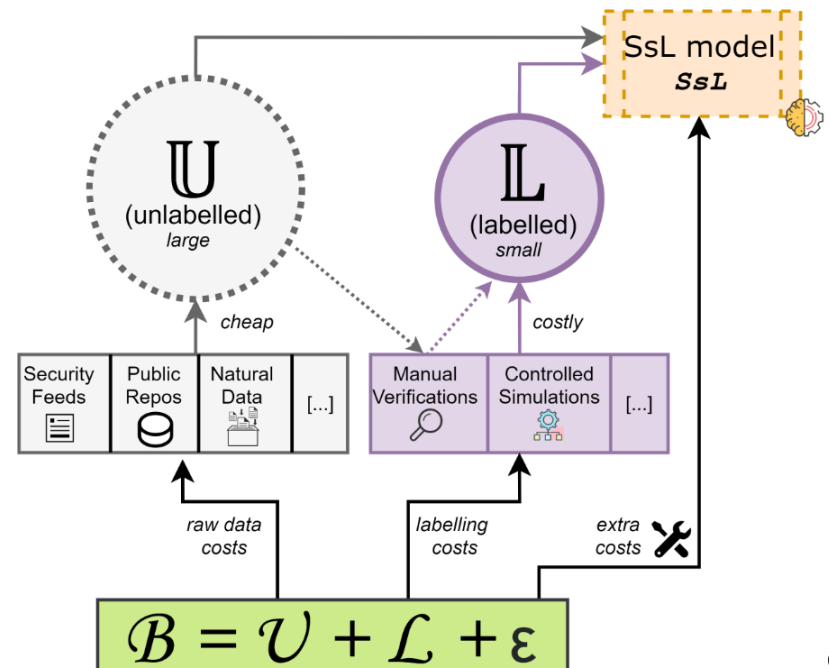 SsL model
SsL
𝕌
(unlabelled)
large
𝕃
(labelled)
small
cheap
costly
Security
Feeds
Public
Repos
Natural
Data
[...]
Manual
Verifications
Controlled
Simulations
[...]
raw data
costs
labelling
costs
extra
costs
ℬ = 𝒰 + ℒ + ε